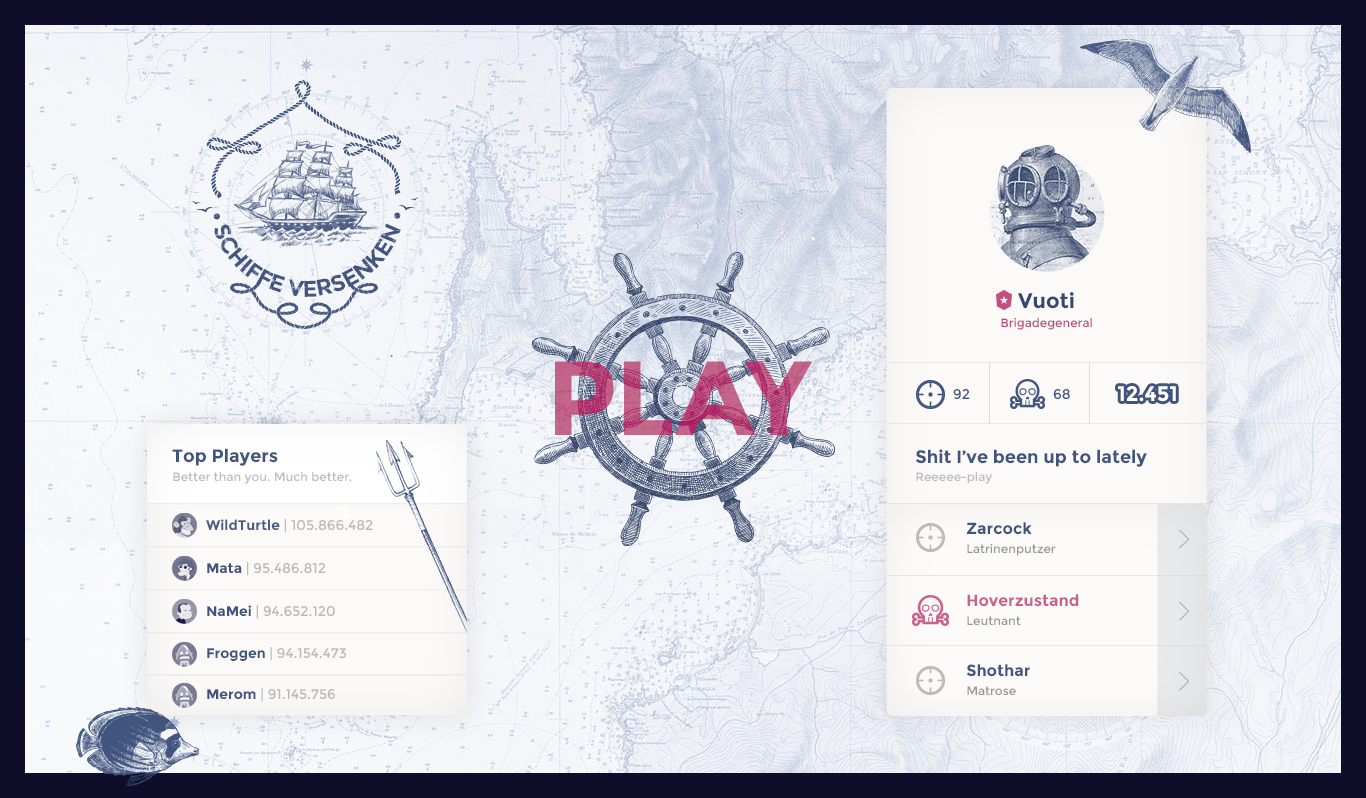 SCHIFFE VERSENKEN
Top Players
Better than you. Much better.
WildTurtle | 105.866.482
Mata | 95.486.812
NaMei | 94.652.120
Froggen | 94.154.473
Merom | 91.145.756
PLAY
Vuoti
Brigadegeneral
92
68
12.451
Shit I've been up to lately
Reeeee-play
Zarcock
Latrinenputzer
Hoverzustand
Leutnant
Shothar
Matrose